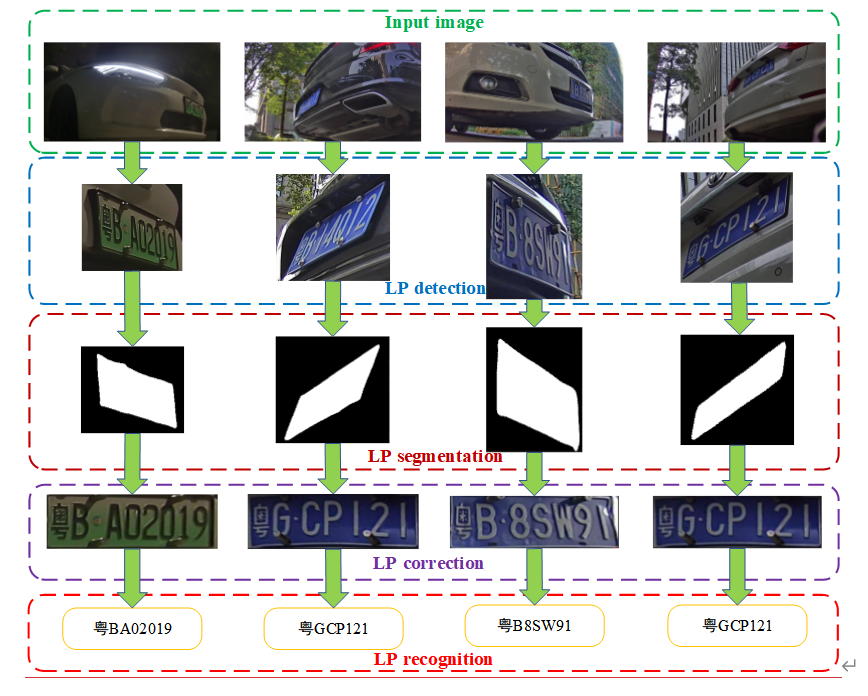 Input image
粤B A02019
粤B·8SW91
粤G·CP121
LP detection
LP segmentation
粤B A02019
粤G·CP121
粤B·8SW91
粤G·CP121
LP correction
粤BA02019
粤GCP121
粤B8SW91
粤GCP121
LP recognition